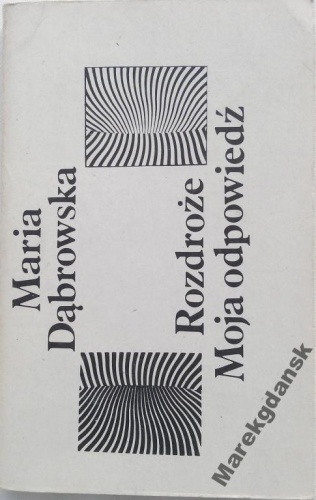 Maria
Dąbrowska
Rozdroże
Moja odpowiedź
Marekgdansk